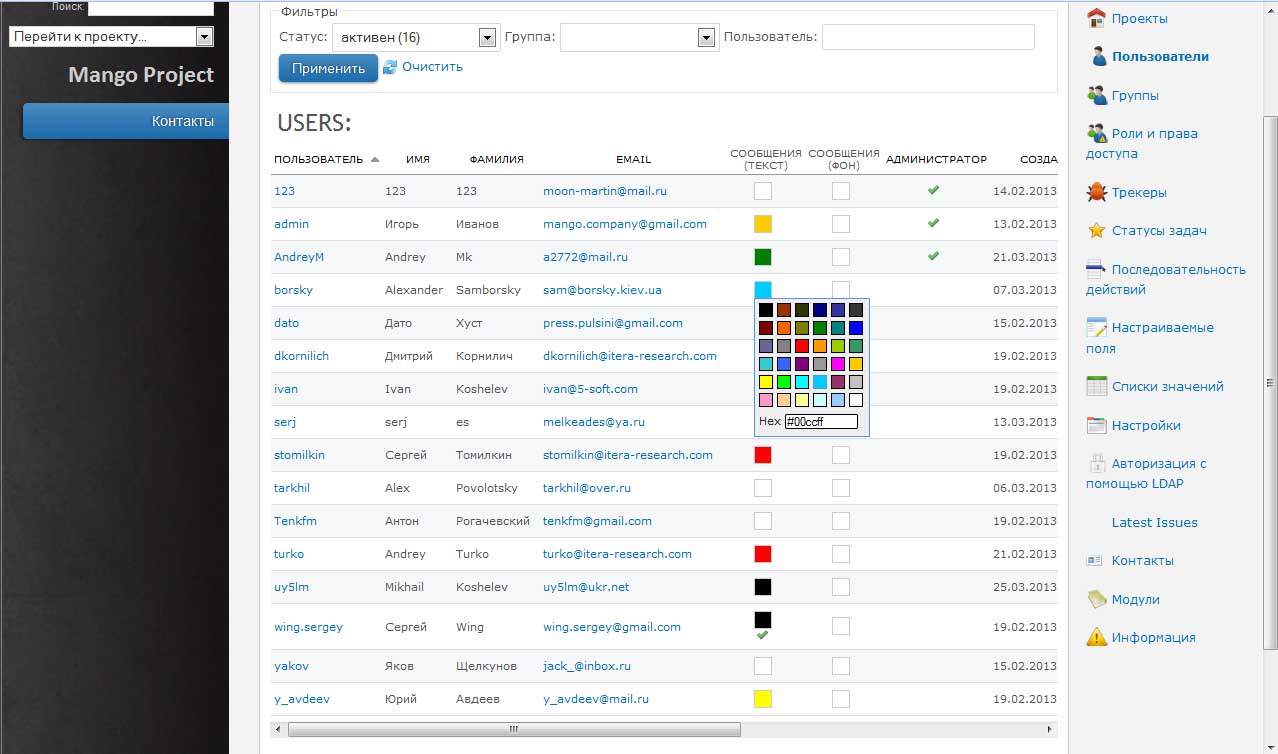 Поиск:
Перейти к проекту...
Mango Project
Контакты
Фильтры
Статус: активен (16) Группа: Пользователь:
Применить Очистить
USERS:
ПОЛЬЗОВАТЕЛЬ ИМЯ ФАМИЛИЯ EMAIL СООБЩЕНИЯ (ТЕКСТ) СООБЩЕНИЯ (ФОН) АДМИНИСТРАТОР СОЗДА
123 123 123 moon-martin@mail.ru 14.02.2013
admin Игорь Иванов mango.company@gmail.com 13.02.2013
AndreyM Andrey Mk a2772@mail.ru 21.03.2013
borsky Alexander Samborsky sam@borsky.kiev.ua 07.03.2013
dato Дато Хуст press.pulsini@gmail.com 15.02.2013
dkornilich Дмитрий Корнилич dkornilich@itera-research.com 19.02.2013
ivan Ivan Koshelev ivan@5-soft.com 19.02.2013
serj serj es melkeades@ya.ru 13.03.2013
Hex #00ccff
stomilkin Сергей Томилкин stomilkin@itera-research.com 19.02.2013
tarkhil Alex Povolotsky tarkhil@over.ru 06.03.2013
Tenkfm Антон Рогачевский tenkfm@gmail.com 19.02.2013
turko Andrey Turko turko@itera-research.com 21.02.2013
uy5lm Mikhail Koshelev uy5lm@ukr.net 25.03.2013
wing.sergey Сергей Wing wing.sergey@gmail.com 19.02.2013
yakov Яков Щелкунов jack_@inbox.ru 15.02.2013
y_avdeev Юрий Авдеев y_avdeev@mail.ru 19.02.2013
Проекты
Пользователи
Группы
Роли и права
доступа
Трекеры
Статусы задач
Последовательность
действий
Настраиваемые
поля
Списки значений
Настройки
Авторизация с
помощью LDAP
Latest Issues
Контакты
Модули
Информация